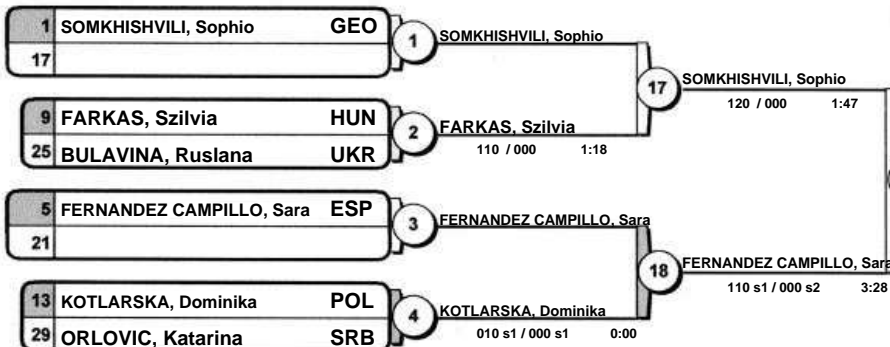 1 SOMKHISHVILI, Sophio GEO
17
1
SOMKHISHVILI, Sophio
9 FARKAS, Szilvia HUN
25 BULAVINA, Ruslana UKR
2
FARKAS, Szilvia
110 / 000 1:18
17
SOMKHISHVILI, Sophio
120 / 000 1:47
5 FERNANDEZ CAMPILLO, Sara ESP
21
3
FERNANDEZ CAMPILLO, Sara
13 KOTLARSKA, Dominika POL
29 ORLOVIC, Katarina SRB
4
KOTLARSKA, Dominika
010 s1 / 000 s1 0:00
18
FERNANDEZ CAMPILLO, Sara
110 s1 / 000 s2 3:28